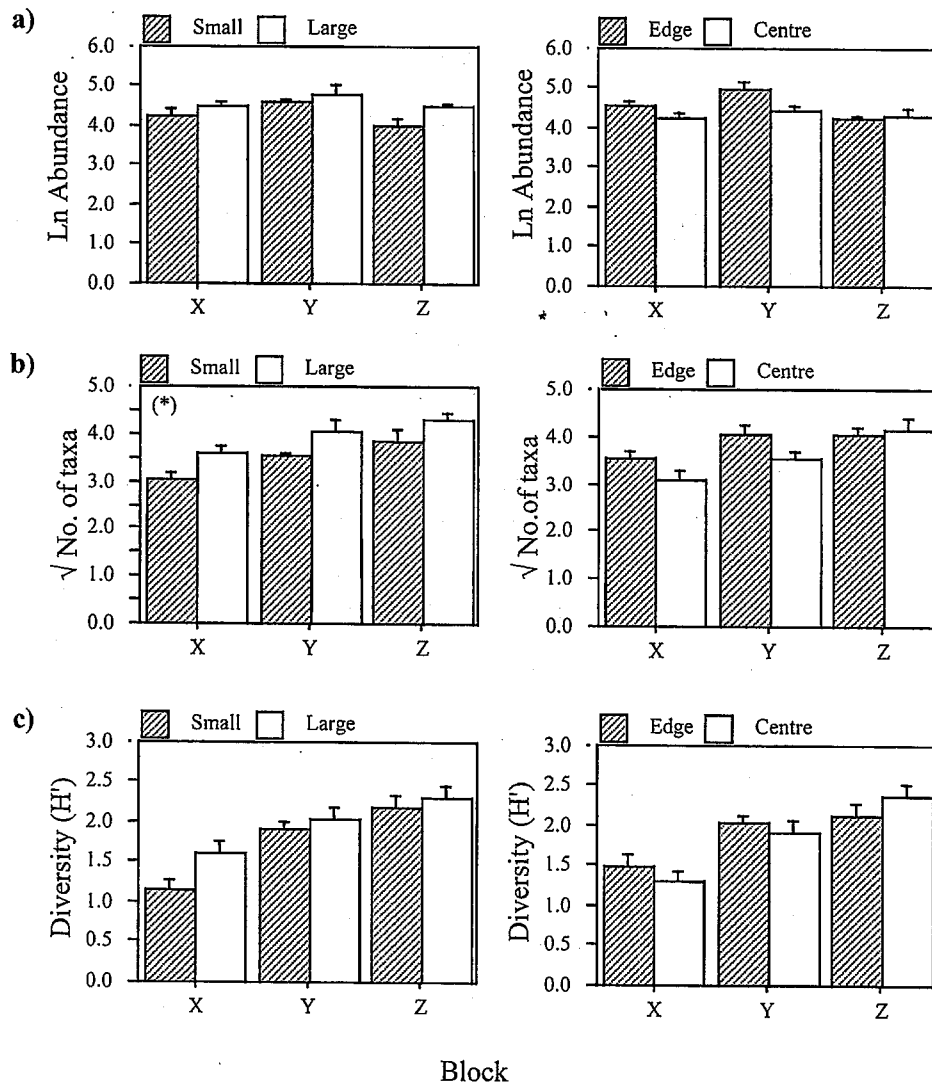 a)
Small Large
Ln Abundance
6.0
5.0
4.0
3.0
2.0
1.0
0.0
X Y Z
Edge Centre
Ln Abundance
6.0
5.0
4.0
3.0
2.0
1.0
0.0
X Y Z
*
b)
Small Large
(*)
√ No. of taxa
5.0
4.0
3.0
2.0
1.0
0.0
X Y Z
Edge Centre
√ No.of taxa
5.0
4.0
3.0
2.0
1.0
0.0
X Y Z
c)
Small Large
Diversity (H')
3.0
2.5
2.0
1.5
1.0
0.5
0.0
X Y Z
Edge Centre
Diversity (H')
3.0
2.5
2.0
1.5
1.0
0.5
0.0
X Y Z
Block